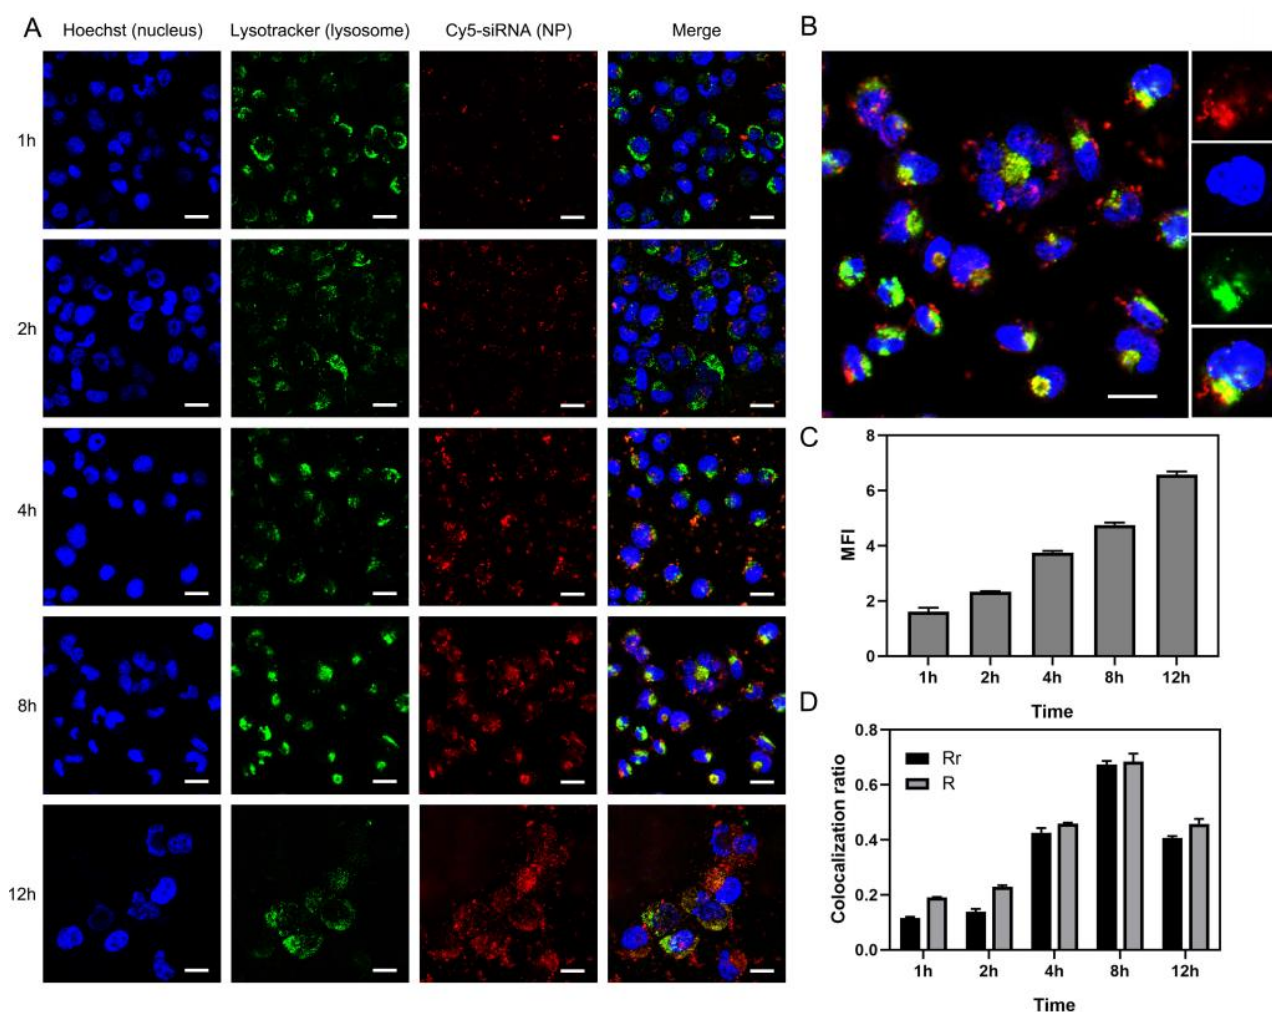 A
Hoechst (nucleus) Lysotracker (lysosome) Cy5-siRNA (NP) Merge
1h
2h
4h
8h
12h
B
C
8
6
4
2
0
MFI
1h 2h 4h 8h 12h
Time
D
0.8
0.6
0.4
0.2
0.0
Colocalization ratio
Rr
R
1h 2h 4h 8h 12h
Time